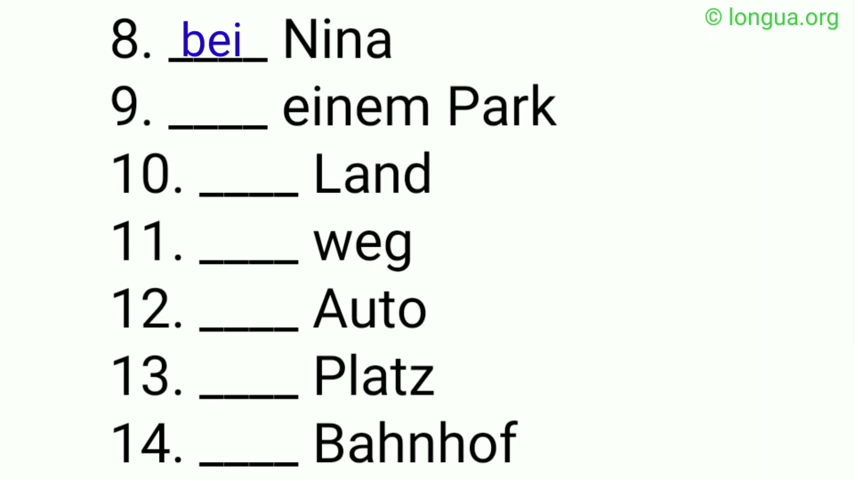 © longua.org
8. bei Nina
9. ____ einem Park
10. ____ Land
11. ____ weg
12. ____ Auto
13. ____ Platz
14. ____ Bahnhof